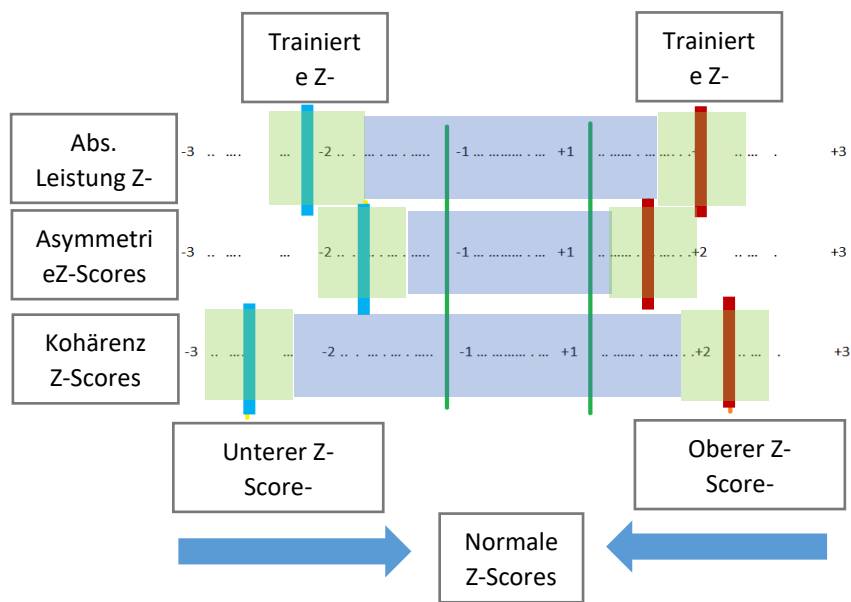 Trainiert
e Z-
Trainiert
e Z-
Abs.
Leistung Z-
-3 .. .... ... -2 .. . ... ... . ..... -1 ... ......... . ... +1 .. ....... ... .... . . .. +2 .. .... . +3
Asymmetri
eZ-Scores
-3 .. .... ... -2 .. . ... ... . ..... -1 ... ......... . ... +1 .. ....... ... .... . . ..+2 .. ... . +3
Kohärenz
Z-Scores
-3 .. .... ... -2 .. . ... ... . ..... -1 ... ......... . ... +1 .. ....... ... .... . . ..+2 .. ... . +3
Unterer Z-
Score-
Oberer Z-
Score-
Normale
Z-Scores